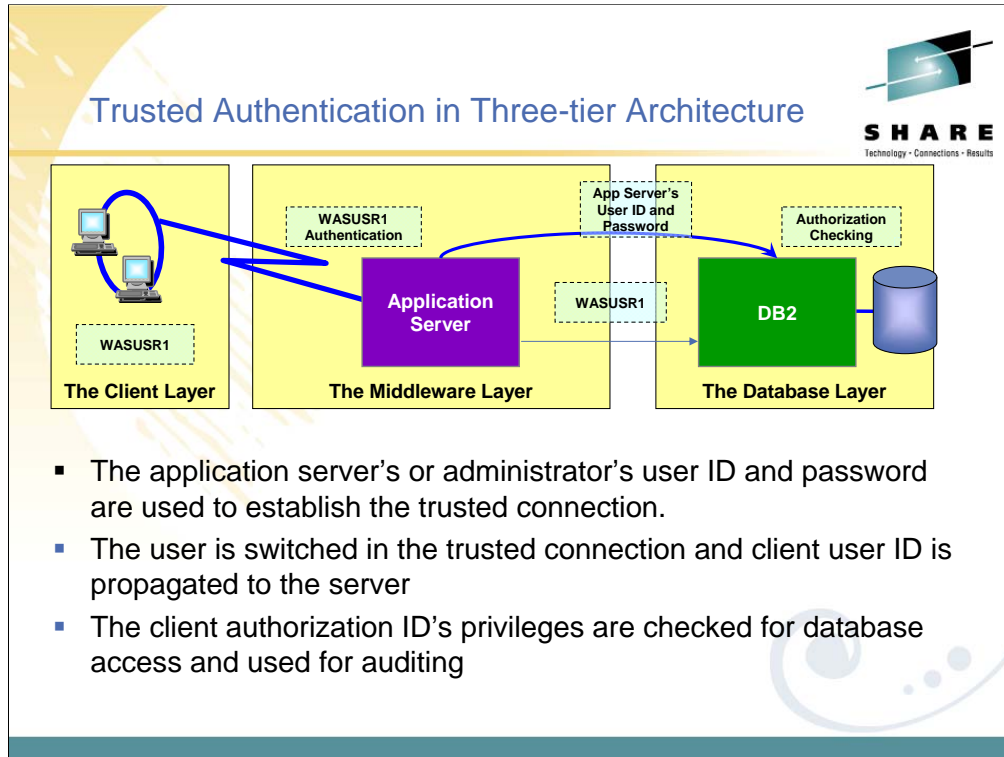 Trusted Authentication in Three-tier Architecture
S H A R E
Technology • Connections • Results
WASUSR1
Authentication
App Server's
User ID and
Password
Authorization
Checking
Application
Server
WASUSR1
DB2
WASUSR1
The Client Layer
The Middleware Layer
The Database Layer
▪ The application server's or administrator's user ID and password
are used to establish the trusted connection.
▪ The user is switched in the trusted connection and client user ID is
propagated to the server
▪ The client authorization ID's privileges are checked for database
access and used for auditing